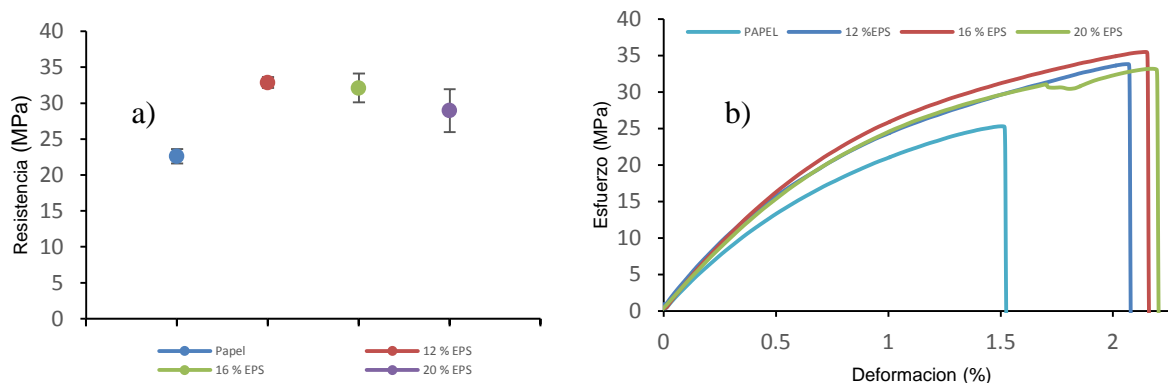 40
35
30
25
20
15
10
5
0
Resistencia (MPa)
a)
Papel
12 % EPS
16 % EPS
20 % EPS
PAPEL
12 %EPS
16 % EPS
20 % EPS
40
35
30
25
20
15
10
5
0
Esfuerzo (MPa)
b)
0 0.5 1 1.5 2
Deformacion (%)